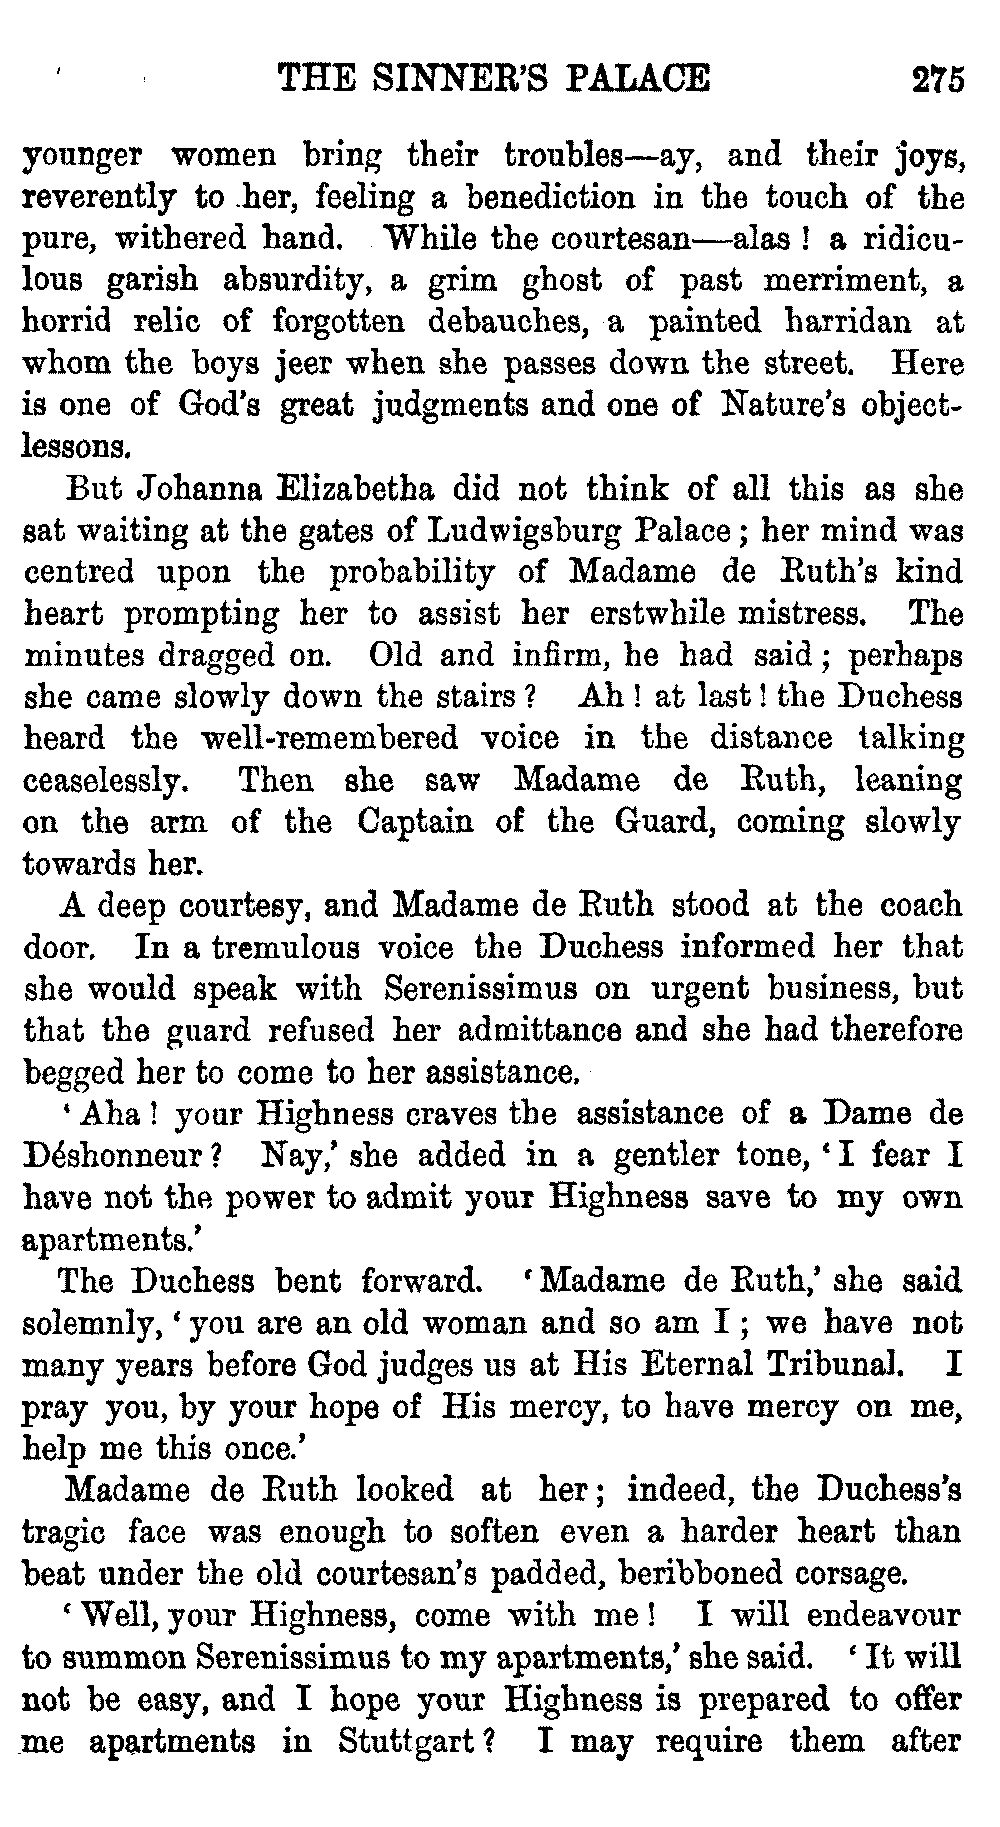 THE SINNER'S PALACE 275
younger women bring their troubles—ay, and their joys,
reverently to her, feeling a benediction in the touch of the
pure, withered hand. While the courtesan—alas ! a ridicu-
lous garish absurdity, a grim ghost of past merriment, a
horrid relic of forgotten debauches, a painted harridan at
whom the boys jeer when she passes down the street. Here
is one of God's great judgments and one of Nature's object-
lessons.
But Johanna Elizabetha did not think of all this as she
sat waiting at the gates of Ludwigsburg Palace ; her mind was
centred upon the probability of Madame de Ruth's kind
heart prompting her to assist her erstwhile mistress. The
minutes dragged on. Old and infirm, he had said ; perhaps
she came slowly down the stairs ? Ah ! at last ! the Duchess
heard the well-remembered voice in the distance talking
ceaselessly. Then she saw Madame de Ruth, leaning
on the arm of the Captain of the Guard, coming slowly
towards her.
A deep courtesy, and Madame de Ruth stood at the coach
door. In a tremulous voice the Duchess informed her that
she would speak with Serenissimus on urgent business, but
that the guard refused her admittance and she had therefore
begged her to come to her assistance.
' Aha ! your Highness craves the assistance of a Dame de
Déshonneur ? Nay,' she added in a gentler tone, ' I fear I
have not the power to admit your Highness save to my own
apartments.'
The Duchess bent forward. ' Madame de Ruth,' she said
solemnly, ' you are an old woman and so am I ; we have not
many years before God judges us at His Eternal Tribunal. I
pray you, by your hope of His mercy, to have mercy on me,
help me this once.'
Madame de Ruth looked at her ; indeed, the Duchess's
tragic face was enough to soften even a harder heart than
beat under the old courtesan's padded, beribboned corsage.
' Well, your Highness, come with me ! I will endeavour
to summon Serenissimus to my apartments,' she said. ' It will
not be easy, and I hope your Highness is prepared to offer
me apartments in Stuttgart ? I may require them after